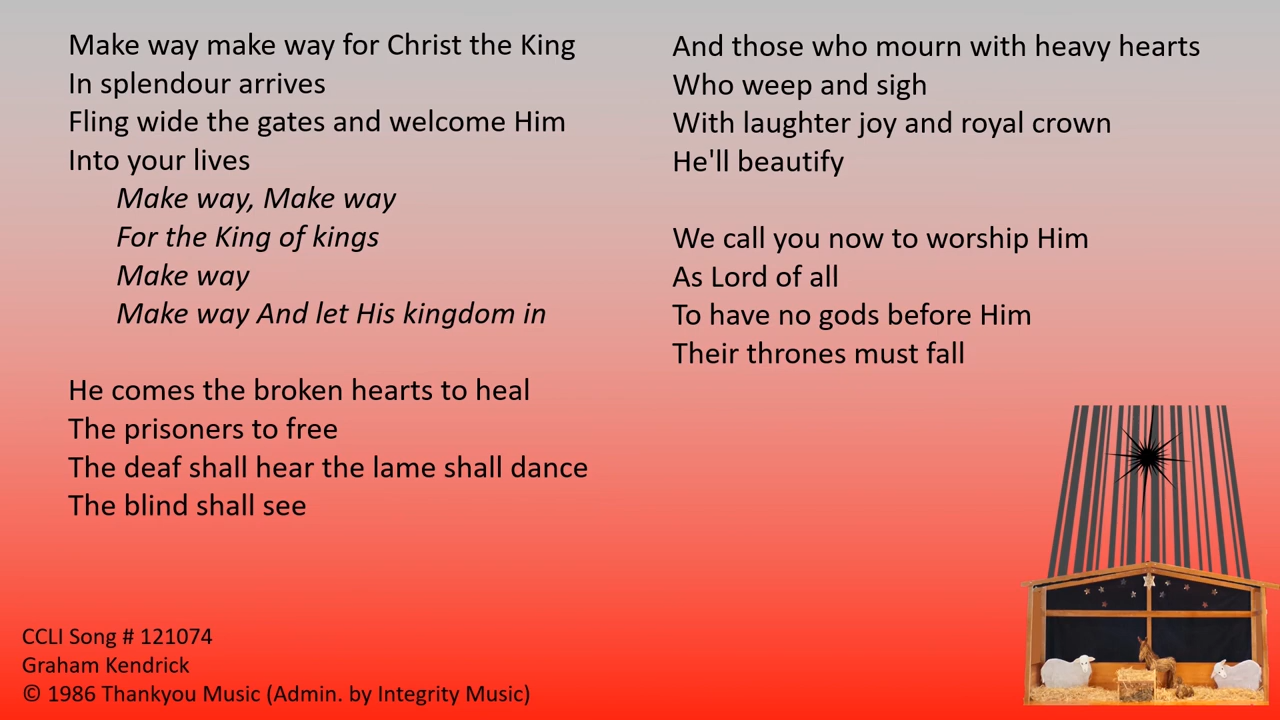 Make way make way for Christ the King
In splendour arrives
Fling wide the gates and welcome Him
Into your lives
Make way, Make way
For the King of kings
Make way
Make way And let His kingdom in
He comes the broken hearts to heal
The prisoners to free
The deaf shall hear the lame shall dance
The blind shall see
And those who mourn with heavy hearts
Who weep and sigh
With laughter joy and royal crown
He'll beautify
We call you now to worship Him
As Lord of all
To have no gods before Him
Their thrones must fall
CCLI Song # 121074
Graham Kendrick
© 1986 Thankyou Music (Admin. by Integrity Music)